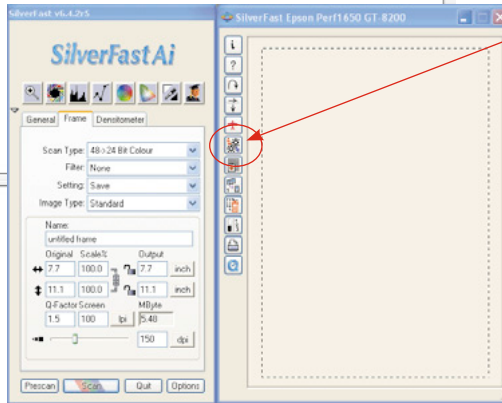 SilverFast v6.4.2r5
SilverFast Ai
General Frame Densitometer
Scan Type: 48->24 Bit Colour
Filter: None
Setting: Save
Image Type: Standard
Name:
untitled frame
Original Scale% Output
7.7 100.0 7.7 inch
11.1 100.0 11.1 inch
Q-Factor Screen MByte
1.5 100 lpi 5.48
150 dpi
Prescan Scan Quit Options
SilverFast Epson Perf1650 GT-8200
i
?